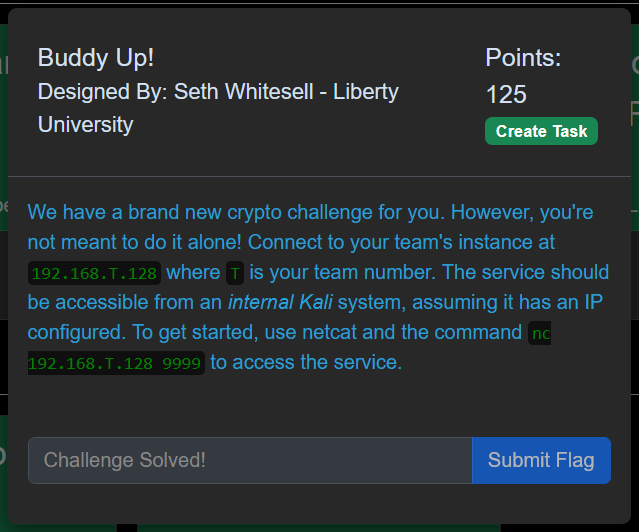 Buddy Up!
Designed By: Seth Whitesell - Liberty
University
Points:
125
Create Task
We have a brand new crypto challenge for you. However, you're
not meant to do it alone! Connect to your team's instance at
192.168.T.128 where T is your team number. The service should
be accessible from an internal Kali system, assuming it has an IP
configured. To get started, use netcat and the command nc
192.168.T.128 9999 to access the service.
Challenge Solved!
Submit Flag